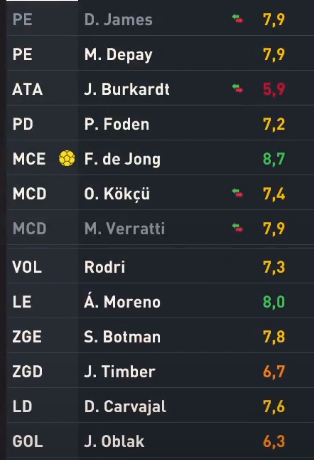 PE D. James 7,9
PE M. Depay 7,9
ATA J. Burkardt 5,9
PD P. Foden 7,2
MCE F. de Jong 8,7
MCD O. Kökçü 7,4
MCD M. Verratti 7,9
VOL Rodri 7,3
LE Á. Moreno 8,0
ZGE S. Botman 7,8
ZGD J. Timber 6,7
LD D. Carvajal 7,6
GOL J. Oblak 6,3